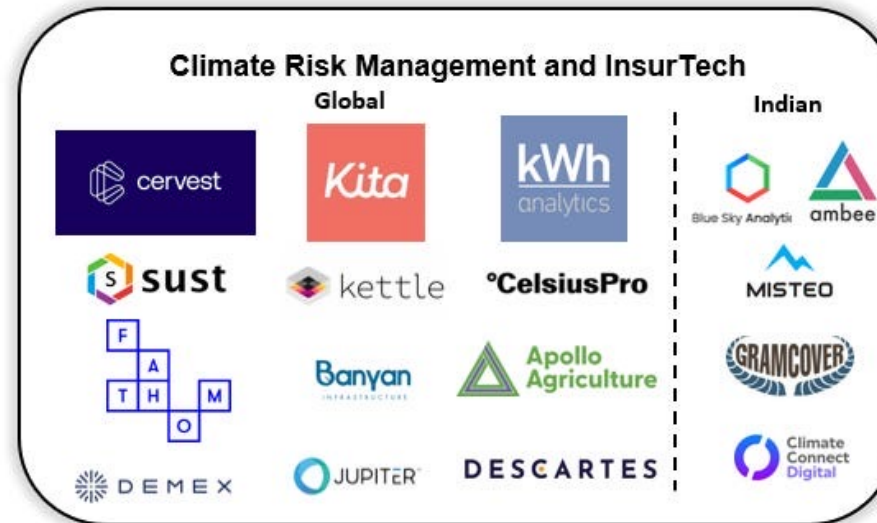 Climate Risk Management and InsurTech
Global
Indian
cervest
Kita
kWh
analytics
Blue Sky Analytic
ambee
S sust
kettle
°CelsiusPro
MISTEO
F
A
T H M
O
Banyan
INFRASTRUCTURE
Apollo
Agriculture
GRAMCOVER
DEMEX
JUPITER
DESCARTES
Climate
Connect
Digital